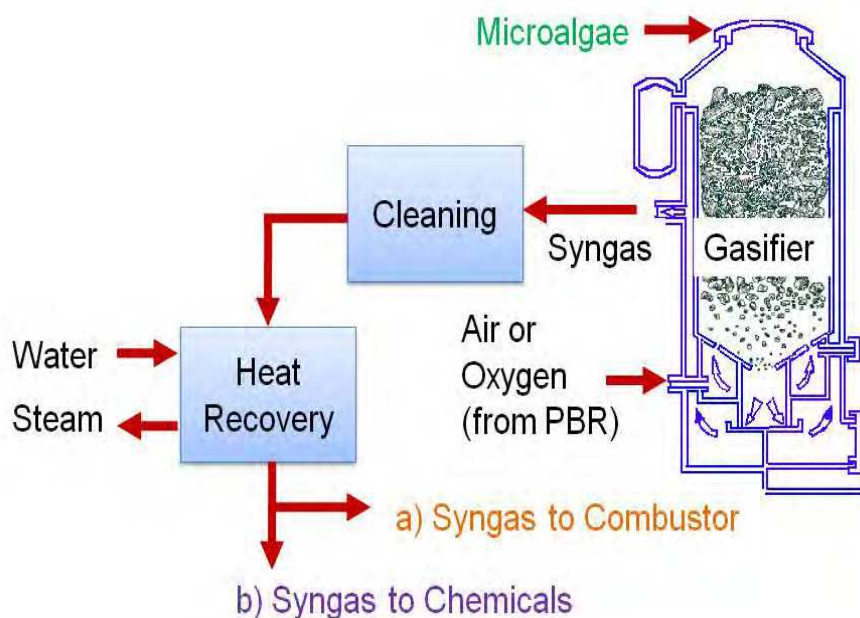 Microalgae
Cleaning
Syngas
Gasifier
Air or
Oxygen
(from PBR)
Water
Steam
Heat
Recovery
a) Syngas to Combustor
b) Syngas to Chemicals